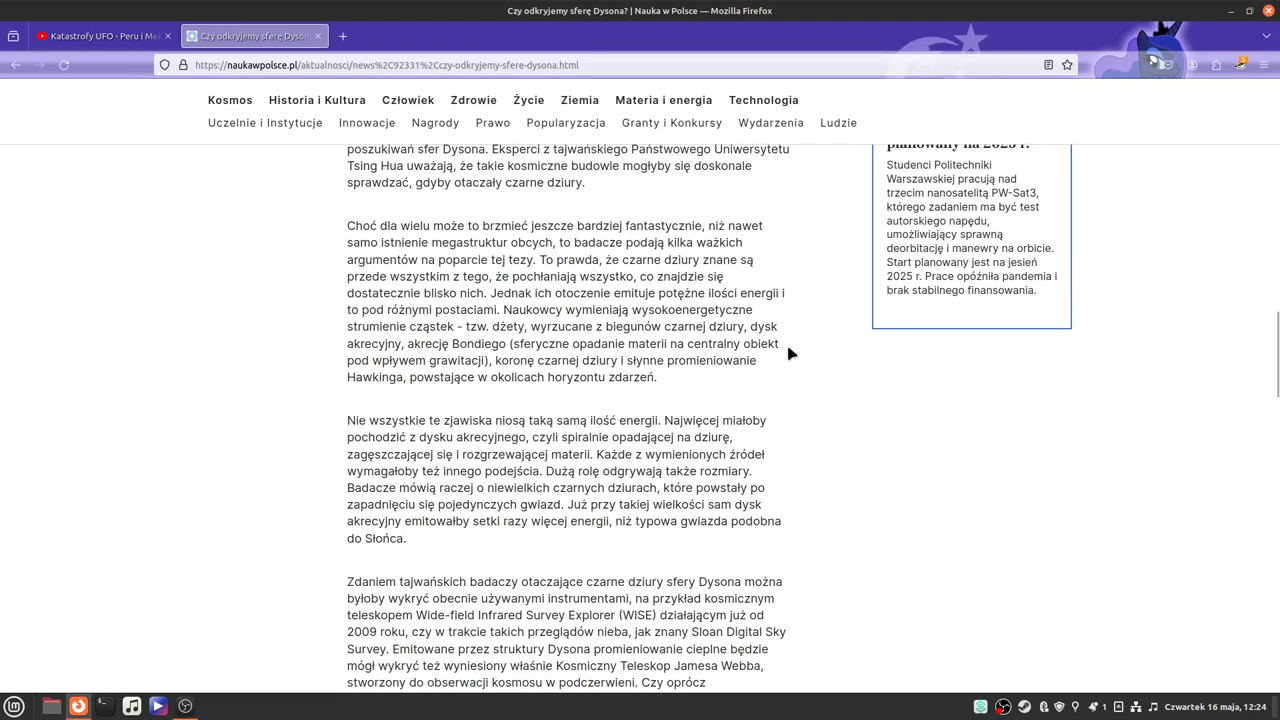 Czy odkryjemy sferę Dysona? | Nauka w Polsce — Mozilla Firefox
Katastrofy UFO - Peru i Me
Czy odkryjemy sferę Dyson
https://naukawpolsce.pl/aktualnosci/news%2C92331%2Cczy-odkryjemy-sfere-dysona.html
Kosmos Historia i Kultura Człowiek Zdrowie Życie Ziemia Materia i energia Technologia
Uczelnie i Instytucje Innowacje Nagrody Prawo Popularyzacja Granty i Konkursy Wydarzenia Ludzie
poszukiwań sfer Dysona. Eksperci z tajwańskiego Państwowego Uniwersytetu
Tsing Hua uważają, że takie kosmiczne budowle mogłyby się doskonale
sprawdzać, gdyby otaczały czarne dziury.
Choć dla wielu może to brzmieć jeszcze bardziej fantastycznie, niż nawet
samo istnienie megastruktur obcych, to badacze podają kilka ważkich
argumentów na poparcie tej tezy. To prawda, że czarne dziury znane są
przede wszystkim z tego, że pochłaniają wszystko, co znajdzie się
dostatecznie blisko nich. Jednak ich otoczenie emituje potężne ilości energii i
to pod różnymi postaciami. Naukowcy wymieniają wysokoenergetyczne
strumienie cząstek - tzw. dżety, wyrzucane z biegunów czarnej dziury, dysk
akrecyjny, akrecję Bondiego (sferyczne opadanie materii na centralny obiekt
pod wpływem grawitacji), koronę czarnej dziury i słynne promieniowanie
Hawkinga, powstające w okolicach horyzontu zdarzeń.
Nie wszystkie te zjawiska niosą taką samą ilość energii. Najwięcej miałoby
pochodzić z dysku akrecyjnego, czyli spiralnie opadającej na dziurę,
zagęszczającej się i rozgrzewającej materii. Każde z wymienionych źródeł
wymagałoby też innego podejścia. Dużą rolę odgrywają także rozmiary.
Badacze mówią raczej o niewielkich czarnych dziurach, które powstały po
zapadnięciu się pojedynczych gwiazd. Już przy takiej wielkości sam dysk
akrecyjny emitowałby setki razy więcej energii, niż typowa gwiazda podobna
do Słońca.
Zdaniem tajwańskich badaczy otaczające czarne dziury sfery Dysona można
byłoby wykryć obecnie używanymi instrumentami, na przykład kosmicznym
teleskopem Wide-field Infrared Survey Explorer (WISE) działającym już od
2009 roku, czy w trakcie takich przeglądów nieba, jak znany Sloan Digital Sky
Survey. Emitowane przez struktury Dysona promieniowanie cieplne będzie
mógł wykryć też wyniesiony właśnie Kosmiczny Teleskop Jamesa Webba,
stworzony do obserwacji kosmosu w podczerwieni. Czy oprócz
planowany na 2025 r.
Studenci Politechniki
Warszawskiej pracują nad
trzecim nanosatelitą PW-Sat3,
którego zadaniem ma być test
autorskiego napędu,
umożliwiający sprawną
deorbitację i manewry na orbicie.
Start planowany jest na jesień
2025 r. Prace opóźniła pandemia i
brak stabilnego finansowania.
1
Czwartek 16 maja, 12:24